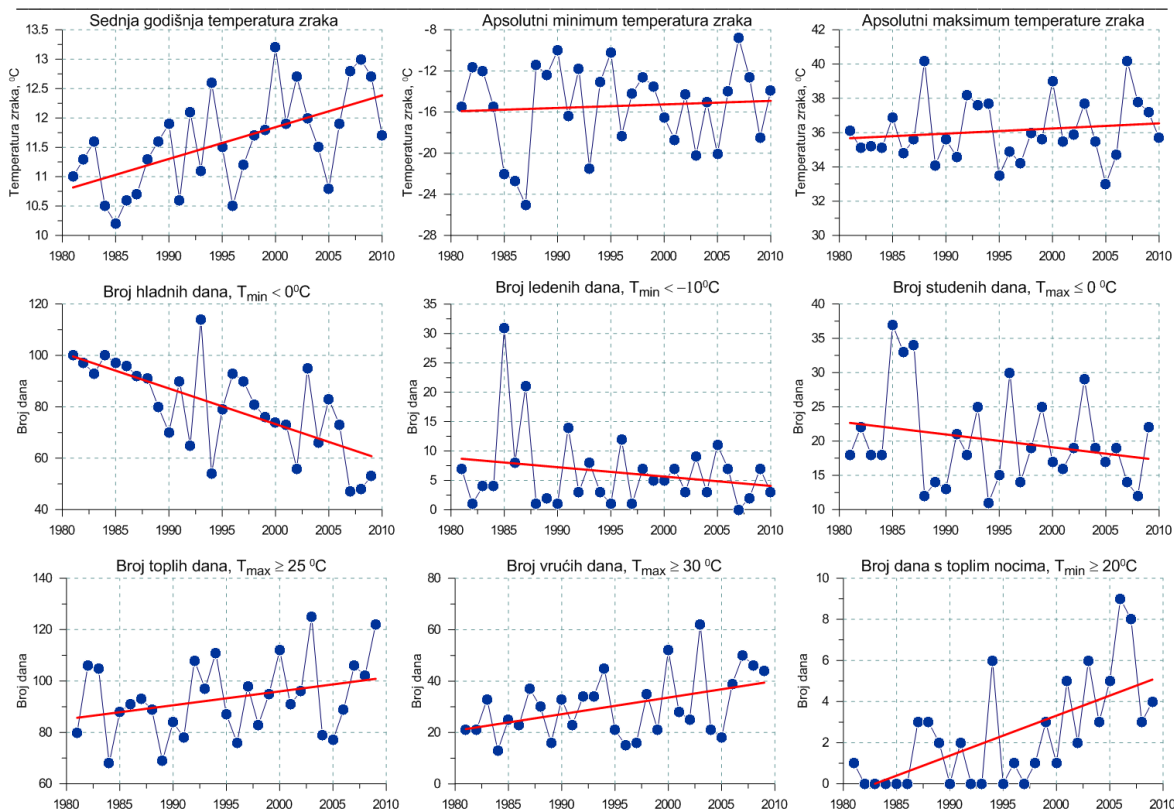 Sednja godišnja temperatura zraka
Temperatura zraka, ⁰C
13.5
13
12.5
12
11.5
11
10.5
10
1980 1985 1990 1995 2000 2005 2010
Apsolutni minimum temperatura zraka
Temperatura zraka, ⁰C
-8
-12
-16
-20
-24
-28
1980 1985 1990 1995 2000 2005 2010
Apsolutni maksimum temperature zraka
Temperatura zraka, ⁰C
42
40
38
36
34
32
30
1980 1985 1990 1995 2000 2005 2010
Broj hladnih dana, Tmin < 0⁰C
Broj dana
120
100
80
60
40
1980 1985 1990 1995 2000 2005 2010
Broj ledenih dana, Tmin < −10⁰C
Broj dana
35
30
25
20
15
10
5
0
1980 1985 1990 1995 2000 2005 2010
Broj studenih dana, Tmax ≤ 0 ⁰C
Broj dana
40
35
30
25
20
15
10
1980 1985 1990 1995 2000 2005 2010
Broj toplih dana, Tmax ≥ 25 ⁰C
Broj dana
140
120
100
80
60
1980 1985 1990 1995 2000 2005 2010
Broj vrućih dana, Tmax ≥ 30 ⁰C
Broj dana
80
60
40
20
0
1980 1985 1990 1995 2000 2005 2010
Broj dana s toplim nocima, Tmin ≥ 20⁰C
Broj dana
10
8
6
4
2
0
1980 1985 1990 1995 2000 2005 2010